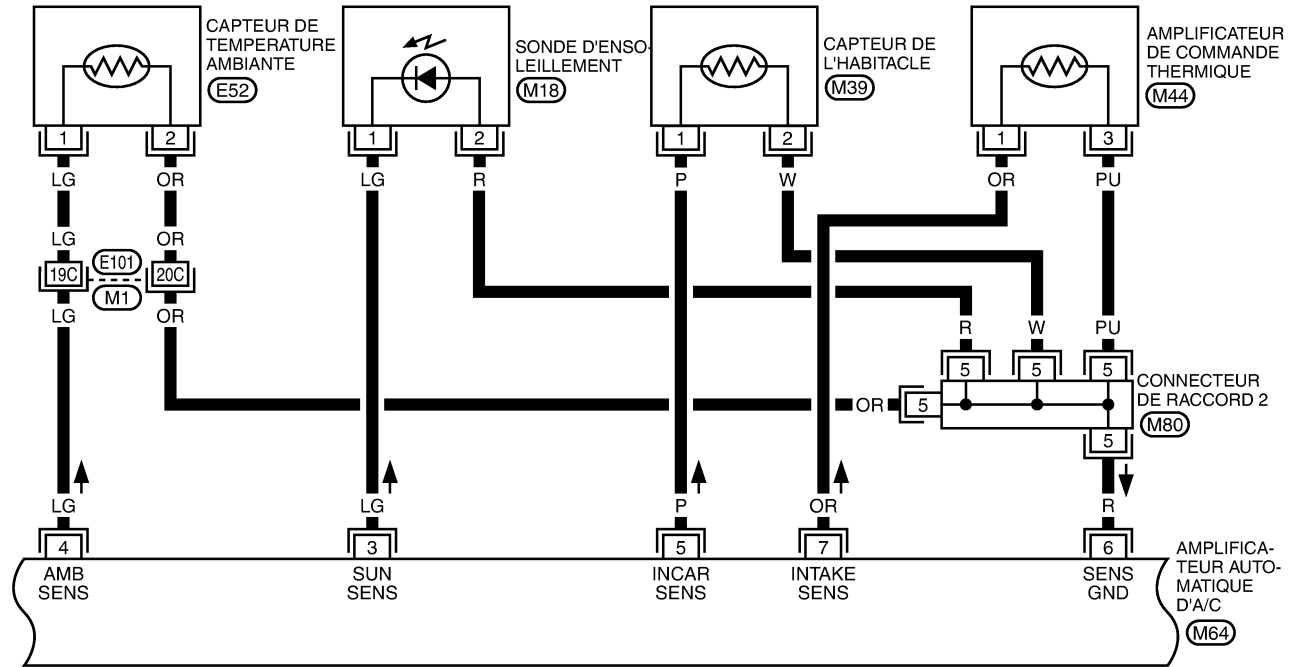 CAPTEUR DE
TEMPERATURE
AMBIANTE
E52
SONDE D'ENSO-
LEILLEMENT
M18
CAPTEUR DE
L'HABITACLE
M39
AMPLIFICATEUR
DE COMMANDE
THERMIQUE
M44
1 2 1 2 1 2 1 3
LG OR LG R P W OR PU
LG OR
19C E101 20C
M1
LG OR
R W PU
5 5 5
CONNECTEUR
DE RACCORD 2
M80
OR 5
5
LG LG P OR R
4 3 5 7 6
AMB
SENS
SUN
SENS
INCAR
SENS
INTAKE
SENS
SENS
GND
AMPLIFICA-
TEUR AUTO-
MATIQUE
D'A/C
M64